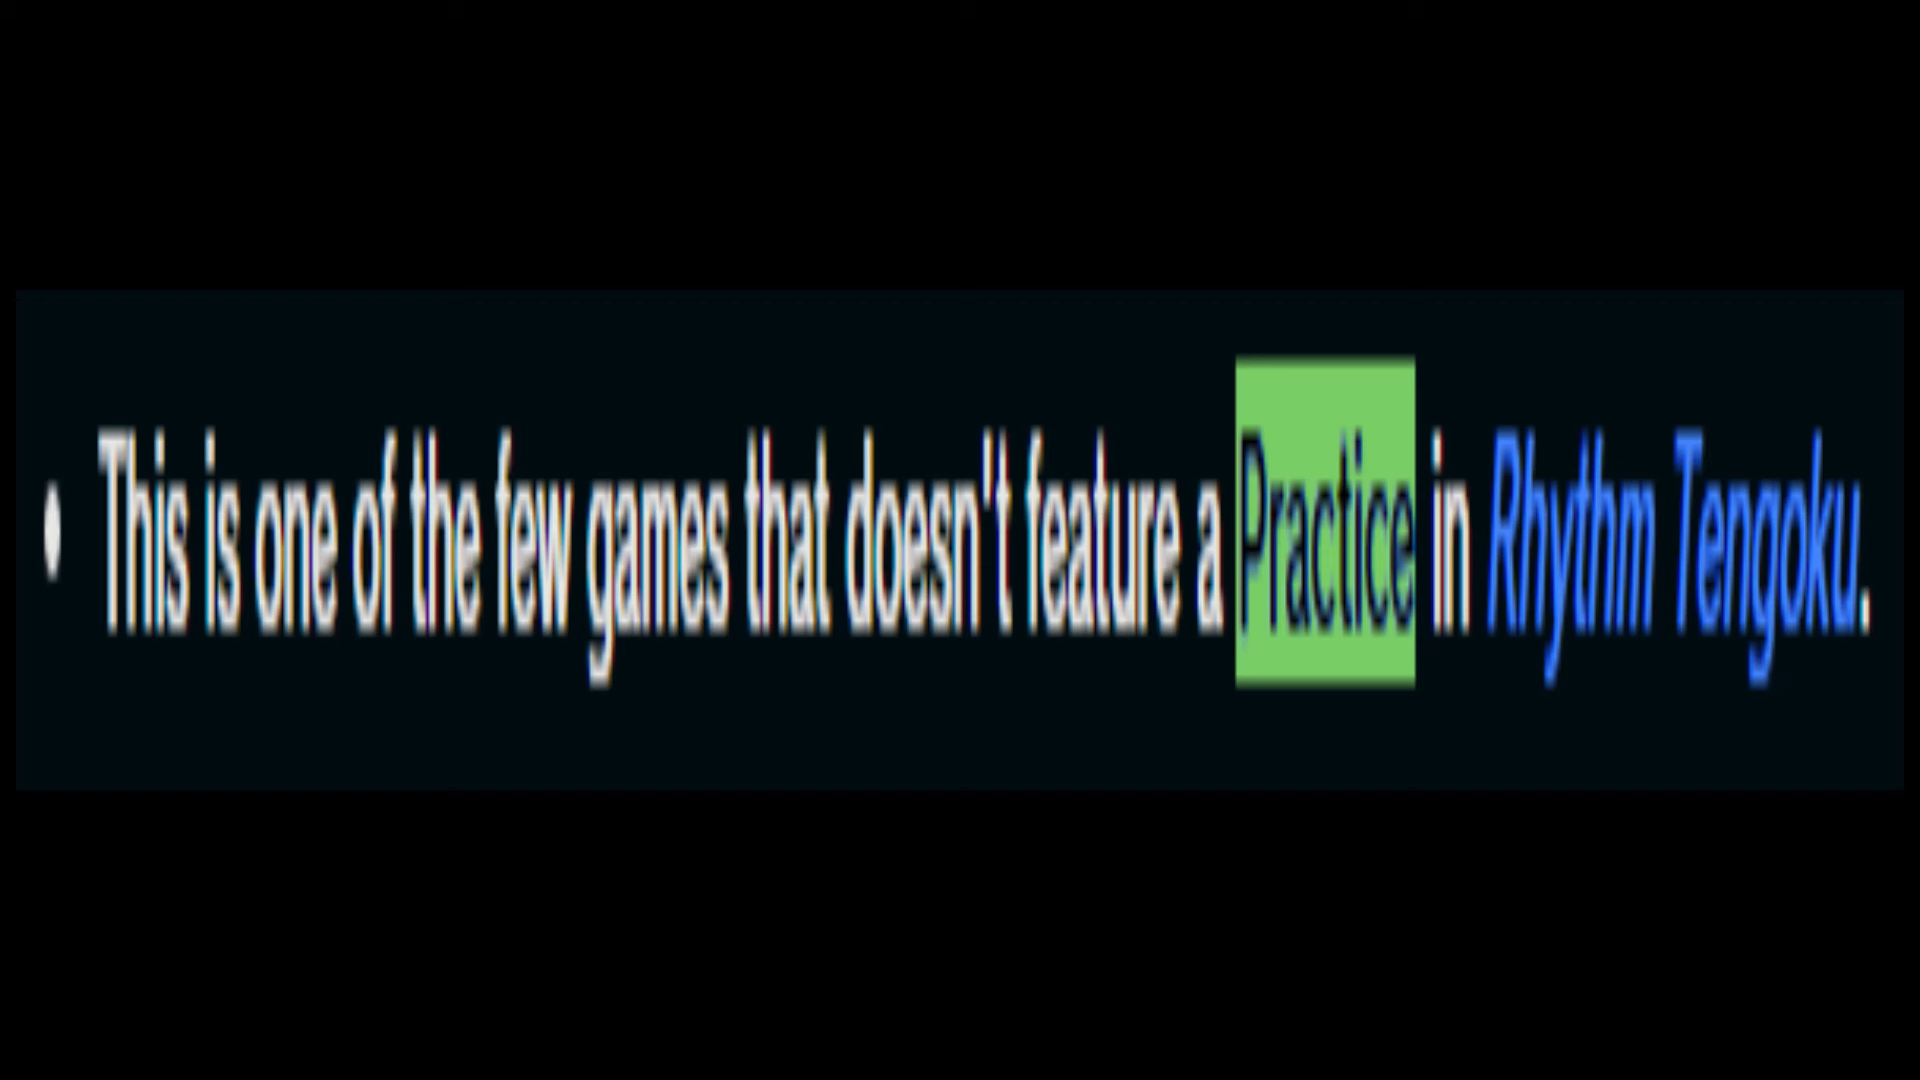 • This is one of the few games that doesn't feature a Practice in Rhythm Tengoku.